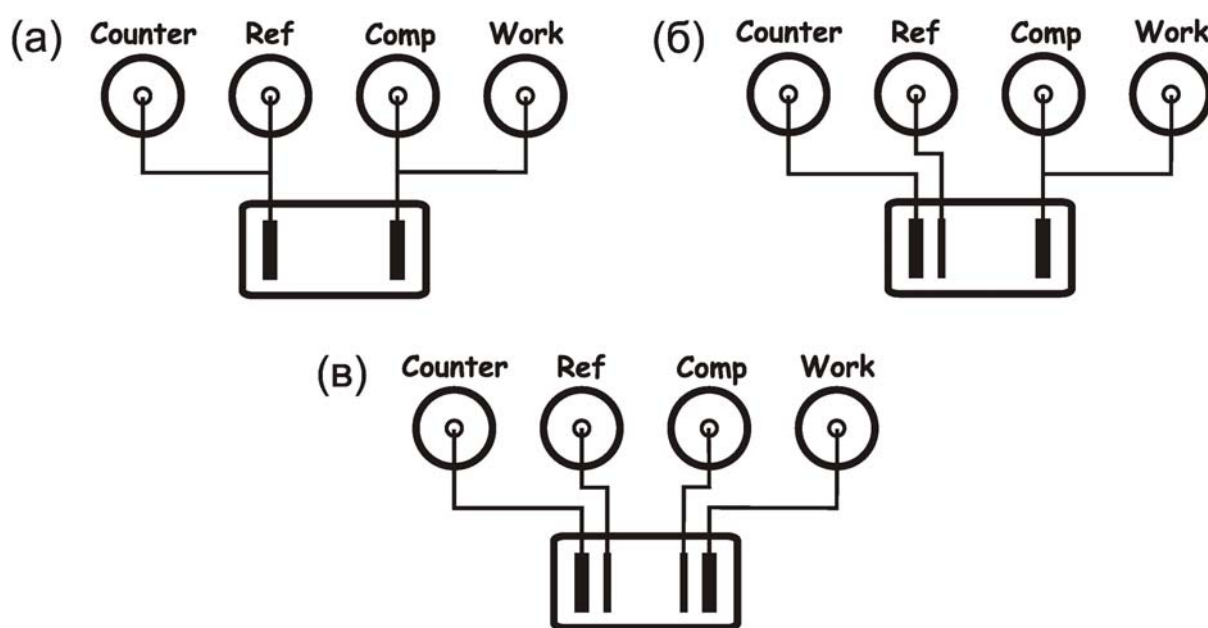 (а) Counter Ref Comp Work
(б) Counter Ref Comp Work
(в) Counter Ref Comp Work